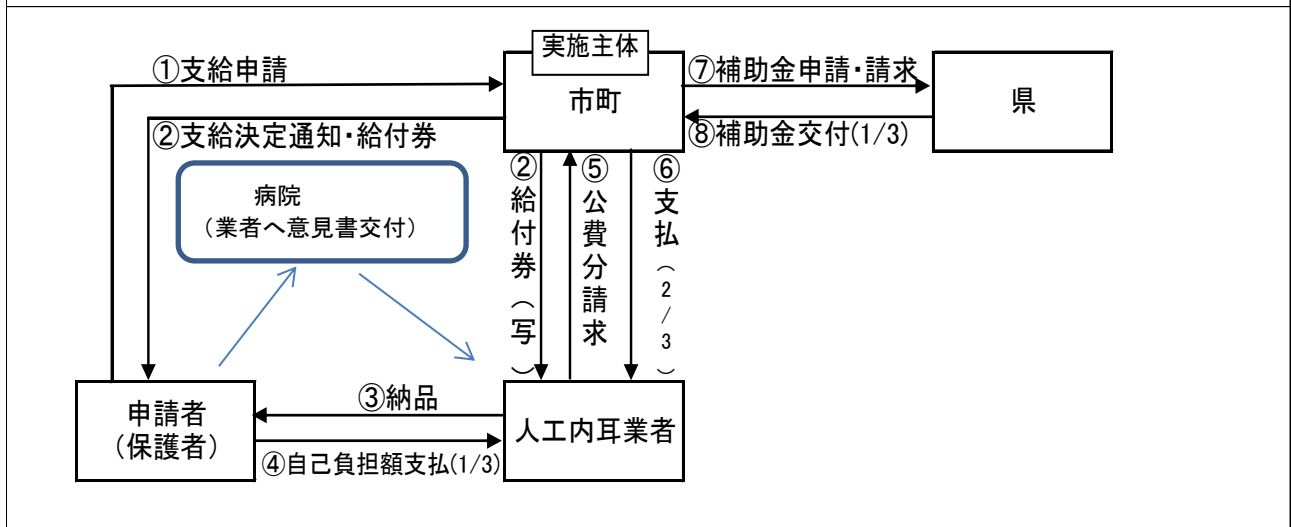 実施主体
市町
①支給申請
②支給決定通知・給付券
⑦補助金申請・請求
⑧補助金交付(1/3)
県
病院
（業者へ意見書交付）
②給付券（写）
⑤公費分請求
⑥支払（2/3）
申請者
（保護者）
③納品
④自己負担額支払(1/3)
人工内耳業者